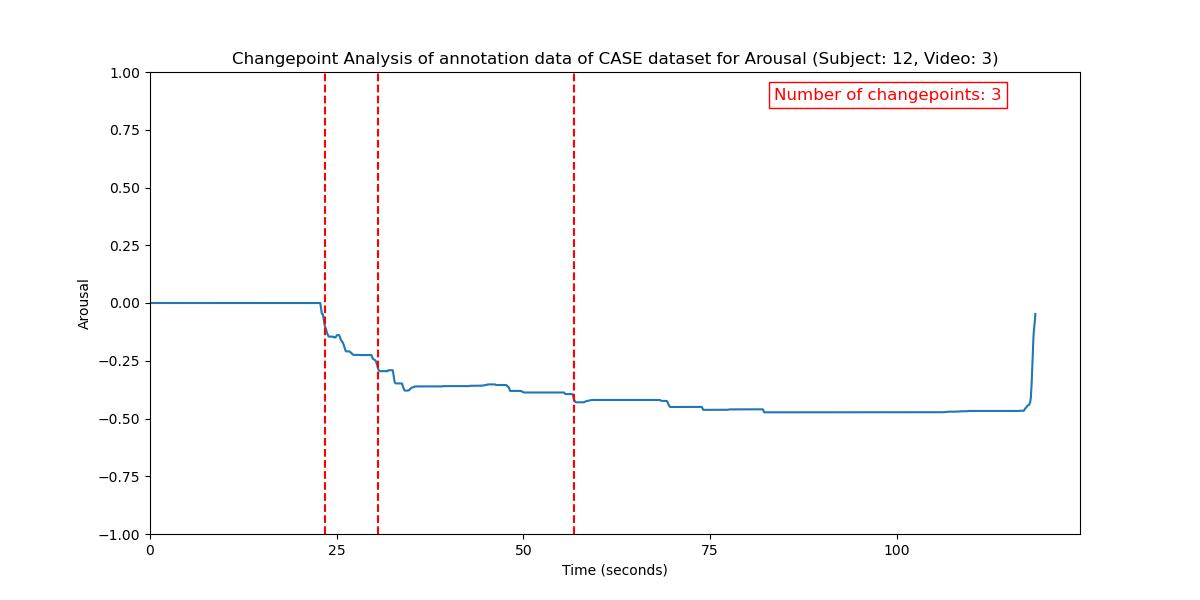 Changepoint Analysis of annotation data of CASE dataset for Arousal (Subject: 12, Video: 3)
Number of changepoints: 3
1.00
0.75
0.50
0.25
0.00
−0.25
−0.50
−0.75
−1.00
Arousal
0 25 50 75 100
Time (seconds)